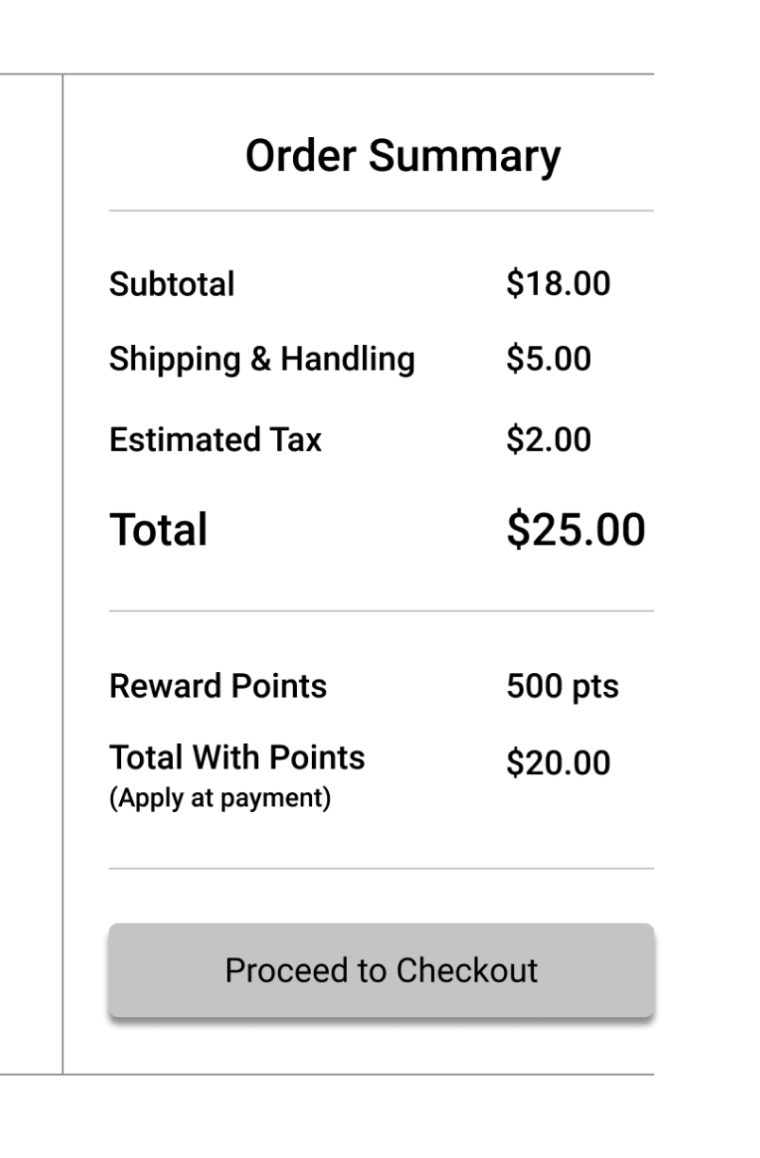 Order Summary
Subtotal $18.00
Shipping & Handling $5.00
Estimated Tax $2.00
Total $25.00
Reward Points 500 pts
Total With Points $20.00
(Apply at payment)
Proceed to Checkout